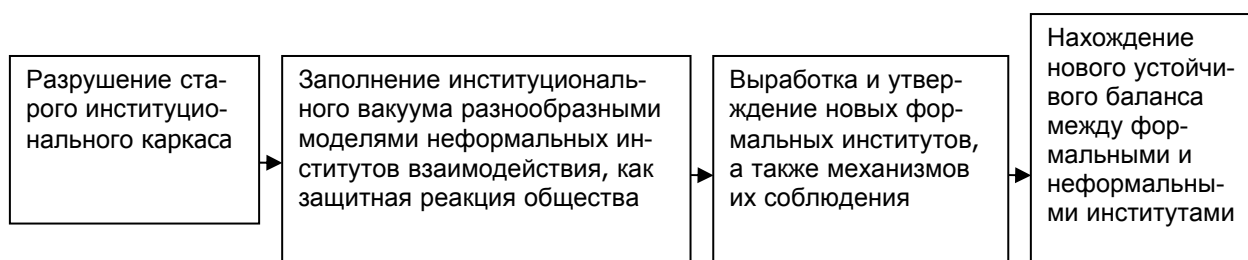 Разрушение ста-
рого институцио-
нального каркаса
Заполнение институциональ-
ного вакуума разнообразными
моделями неформальных ин-
ститутов взаимодействия, как
защитная реакция общества
Выработка и утвер-
ждение новых фор-
мальных институтов,
а также механизмов
их соблюдения
Нахождение
нового устойчи-
вого баланса
между фор-
мальными и
неформальны-
ми институтами